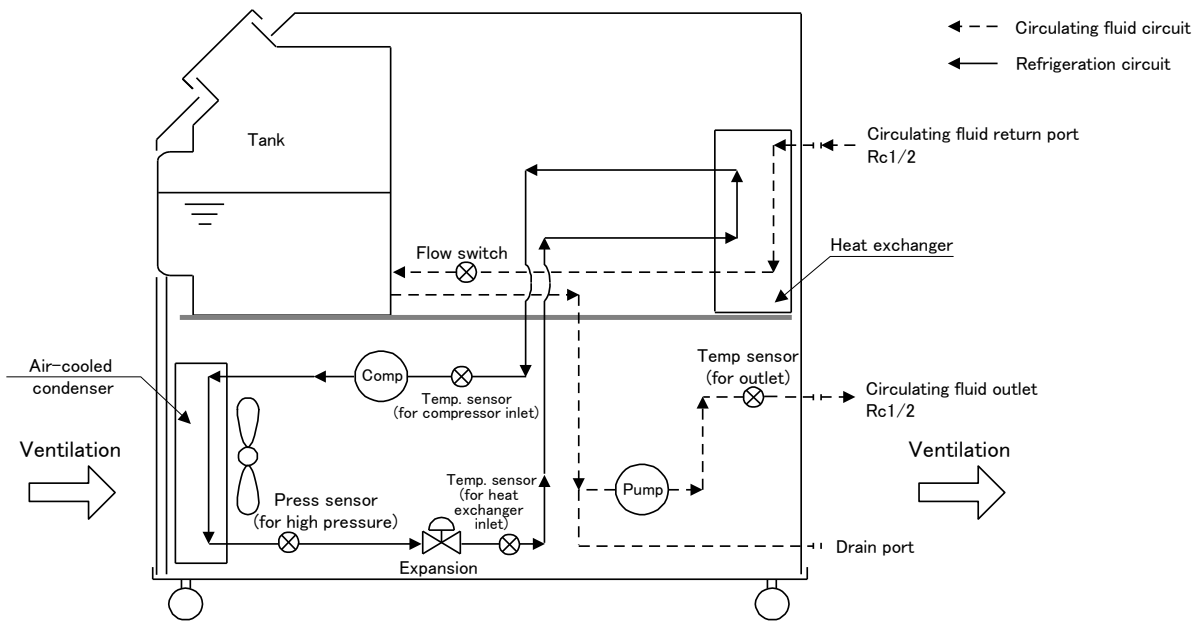 Circulating fluid circuit
Refrigeration circuit
Tank
Circulating fluid return port
Rc1/2
Flow switch
Heat exchanger
Air-cooled
condenser
Comp
Temp. sensor
(for compressor inlet)
Temp sensor
(for outlet)
Circulating fluid outlet
Rc1/2
Ventilation
Ventilation
Press sensor
(for high pressure)
Temp. sensor
(for heat
exchanger
inlet)
Pump
Expansion
Drain port